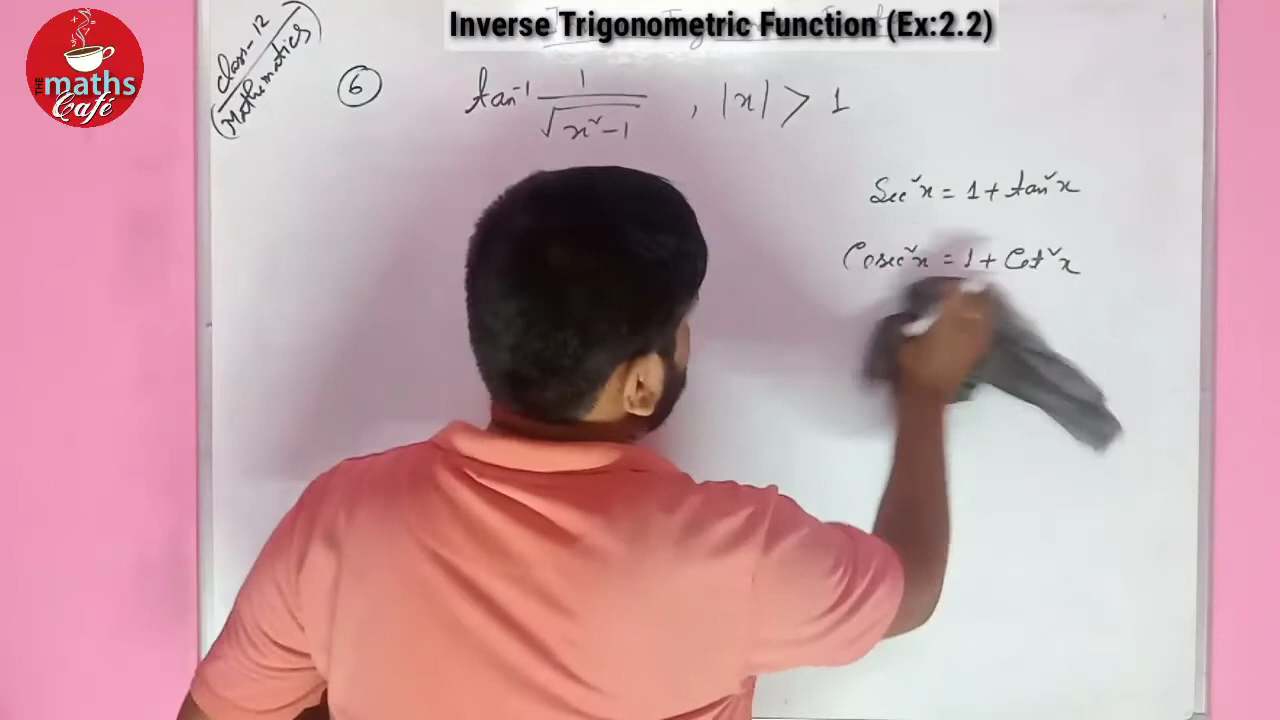 Inverse Trigonometric Function (Ex:2.2)
THE
maths
Café
Class-12
(Mathematics)
⑥ tan⁻¹ 1/√(x²-1) , |x| > 1
Sec²x = 1 + tan²x
Cosec²x = 1 + Cot²x